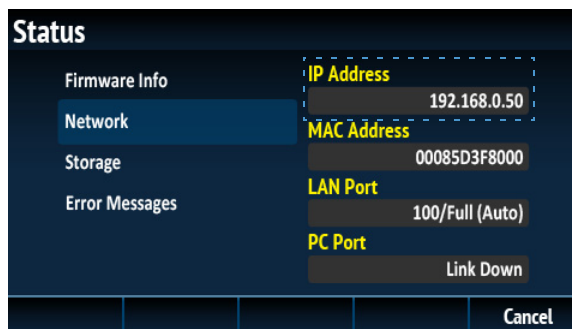 Status
Firmware Info
Network
Storage
Error Messages
IP Address
192.168.0.50
MAC Address
00085D3F8000
LAN Port
100/Full (Auto)
PC Port
Link Down
Cancel